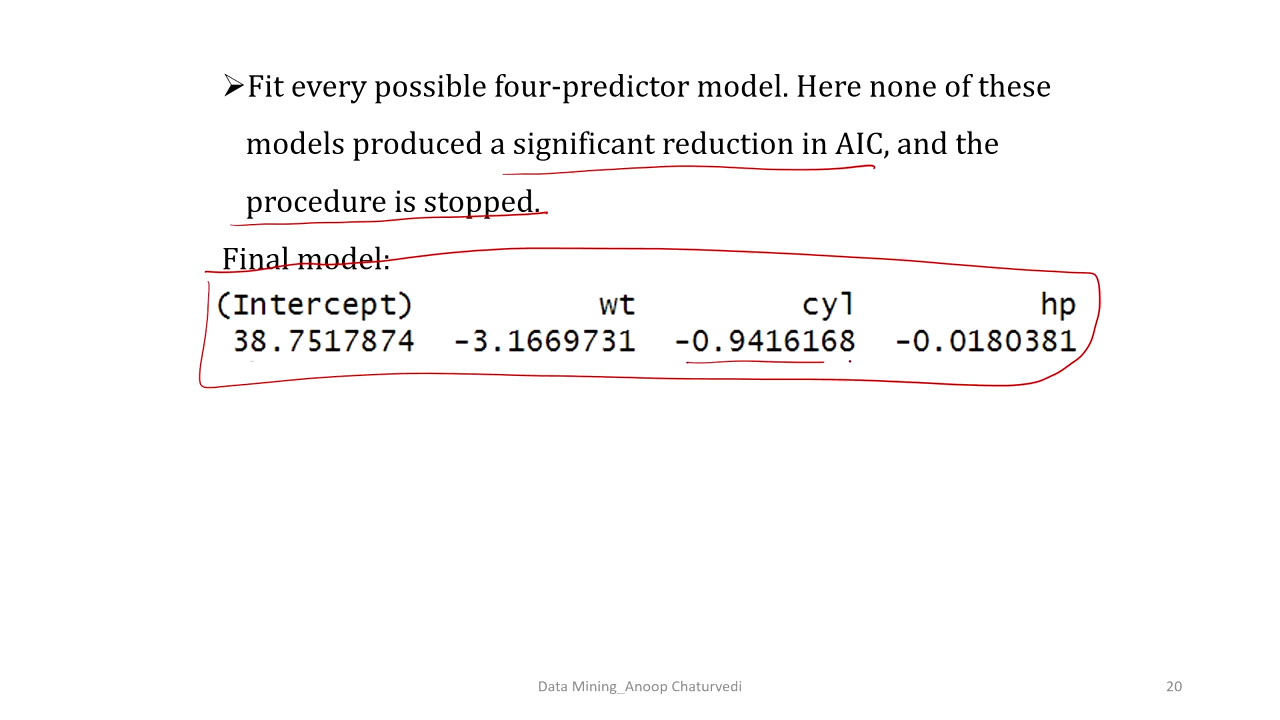 ➢Fit every possible four-predictor model. Here none of these
models produced a significant reduction in AIC, and the
procedure is stopped.
Final model:
(Intercept) wt cyl hp
38.7517874 -3.1669731 -0.9416168 -0.0180381
Data Mining_Anoop Chaturvedi 20